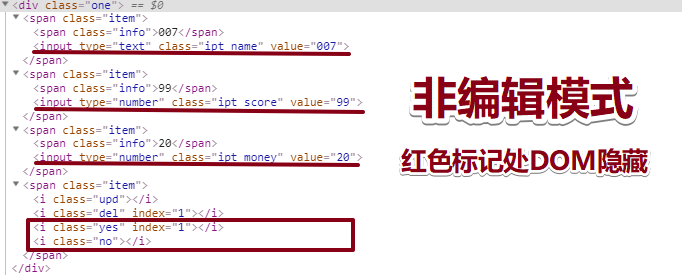 ▼<div class="one"> == $0
▼<span class="item">
<span class="info">007</span>
<input type="text" class="ipt name" value="007">
</span>
▼<span class="item">
<span class="info">99</span>
<input type="number" class="ipt score" value="99">
</span>
▼<span class="item">
<span class="info">20</span>
<input type="number" class="ipt money" value="20">
</span>
▼<span class="item">
<i class="upd"></i>
<i class="del" index="1"></i>
<i class="yes" index="1"></i>
<i class="no"></i>
</span>
</div>
非编辑模式
红色标记处DOM隐藏